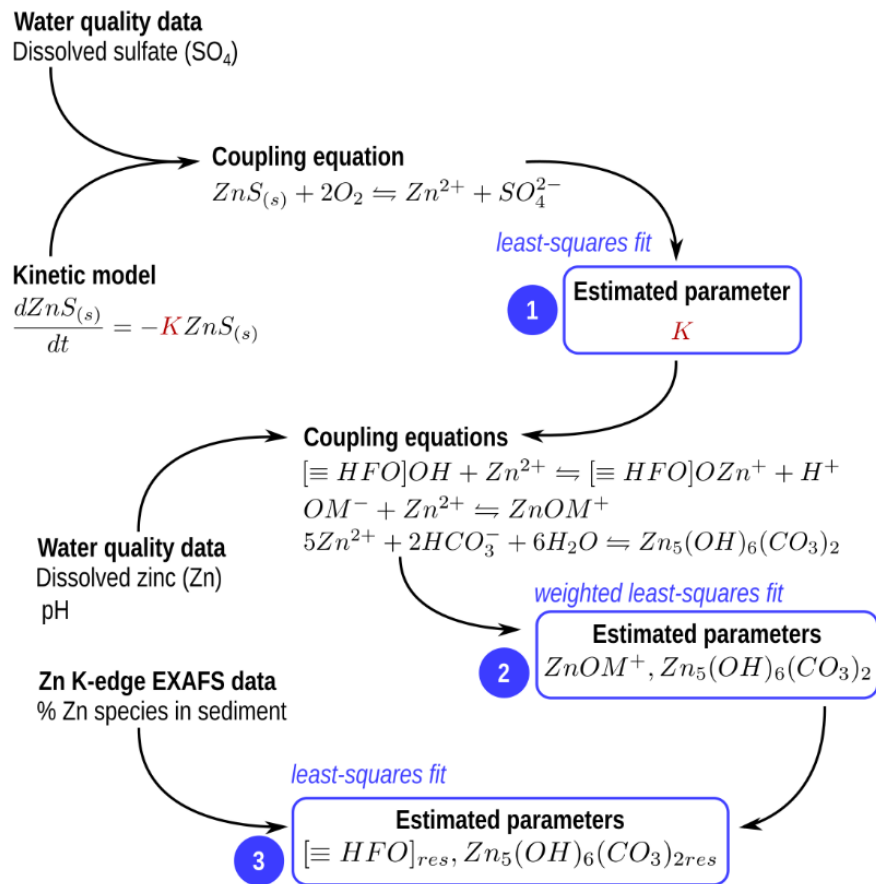 Water quality data
Dissolved sulfate (SO₄)
Coupling equation
ZnS₍ₛ₎ + 2O₂ ⇋ Zn²⁺ + SO₄²⁻
least-squares fit
Kinetic model
dZnS₍ₛ₎/dt = −KZnS₍ₛ₎
1
Estimated parameter
K
Coupling equations
[≡ HFO]OH + Zn²⁺ ⇋ [≡ HFO]OZn⁺ + H⁺
OM⁻ + Zn²⁺ ⇋ ZnOM⁺
5Zn²⁺ + 2HCO₃⁻ + 6H₂O ⇋ Zn₅(OH)₆(CO₃)₂
Water quality data
Dissolved zinc (Zn)
pH
weighted least-squares fit
2
Estimated parameters
ZnOM⁺, Zn₅(OH)₆(CO₃)₂
Zn K-edge EXAFS data
% Zn species in sediment
least-squares fit
3
Estimated parameters
[≡ HFO]ᵣₑₛ, Zn₅(OH)₆(CO₃)₂ᵣₑₛ